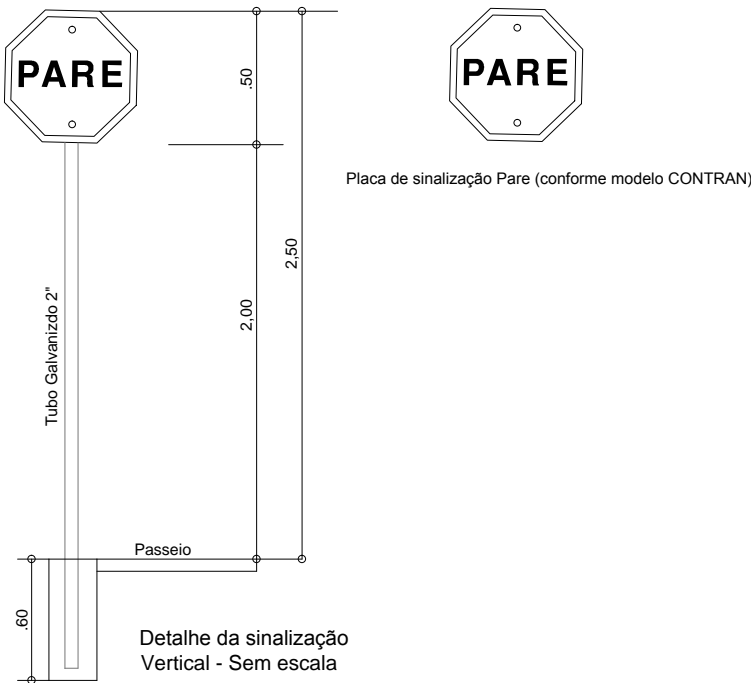 PARE
PARE
Placa de sinalização Pare (conforme modelo CONTRAN)
.50
2,50
2,00
Tubo Galvanizdo 2"
Passeio
.60
Detalhe da sinalização
Vertical - Sem escala